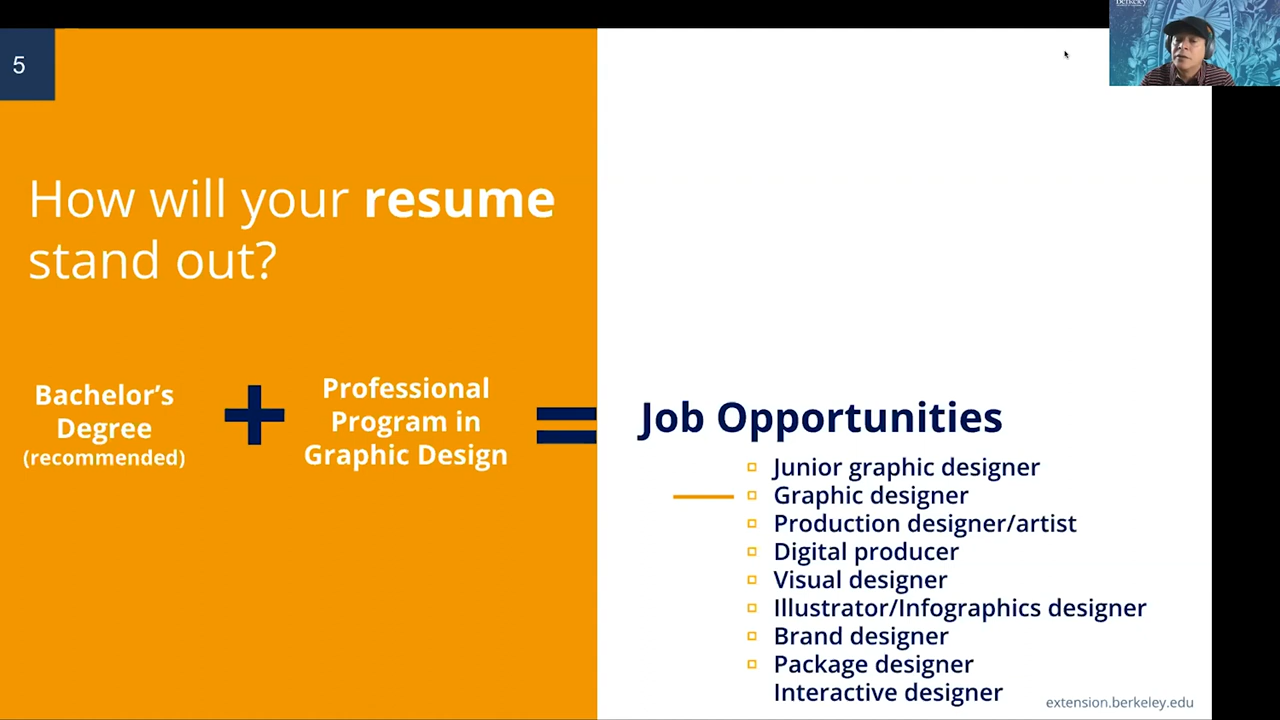 5
Berkeley
How will your resume
stand out?
Bachelor's
Degree
(recommended)
+
Professional
Program in
Graphic Design
=
Job Opportunities
Junior graphic designer
Graphic designer
Production designer/artist
Digital producer
Visual designer
Illustrator/Infographics designer
Brand designer
Package designer
Interactive designer
extension.berkeley.edu